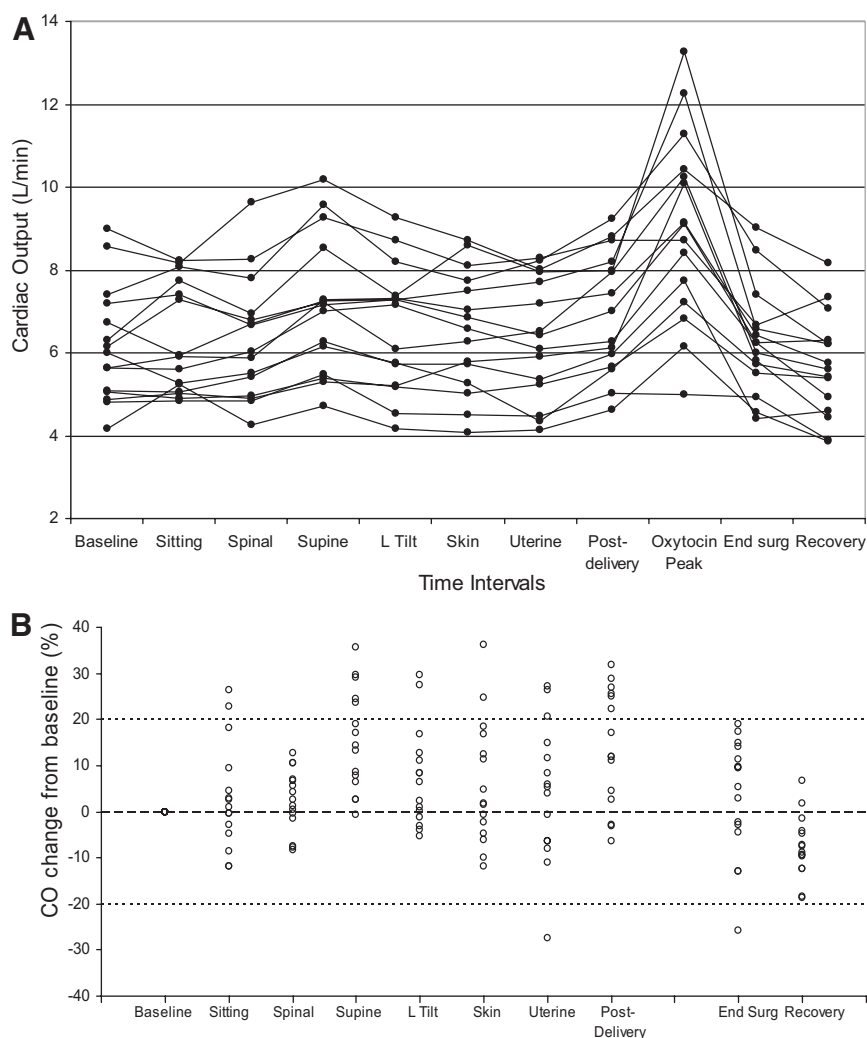 A
Cardiac Output (L/min)
14
12
10
8
6
4
2
Baseline Sitting Spinal Supine L Tilt Skin Uterine Post-delivery Oxytocin Peak End surg Recovery
Time Intervals
B
CO change from baseline (%)
40
30
20
10
0
-10
-20
-30
-40
Baseline Sitting Spinal Supine L Tilt Skin Uterine Post-Delivery End Surg Recovery